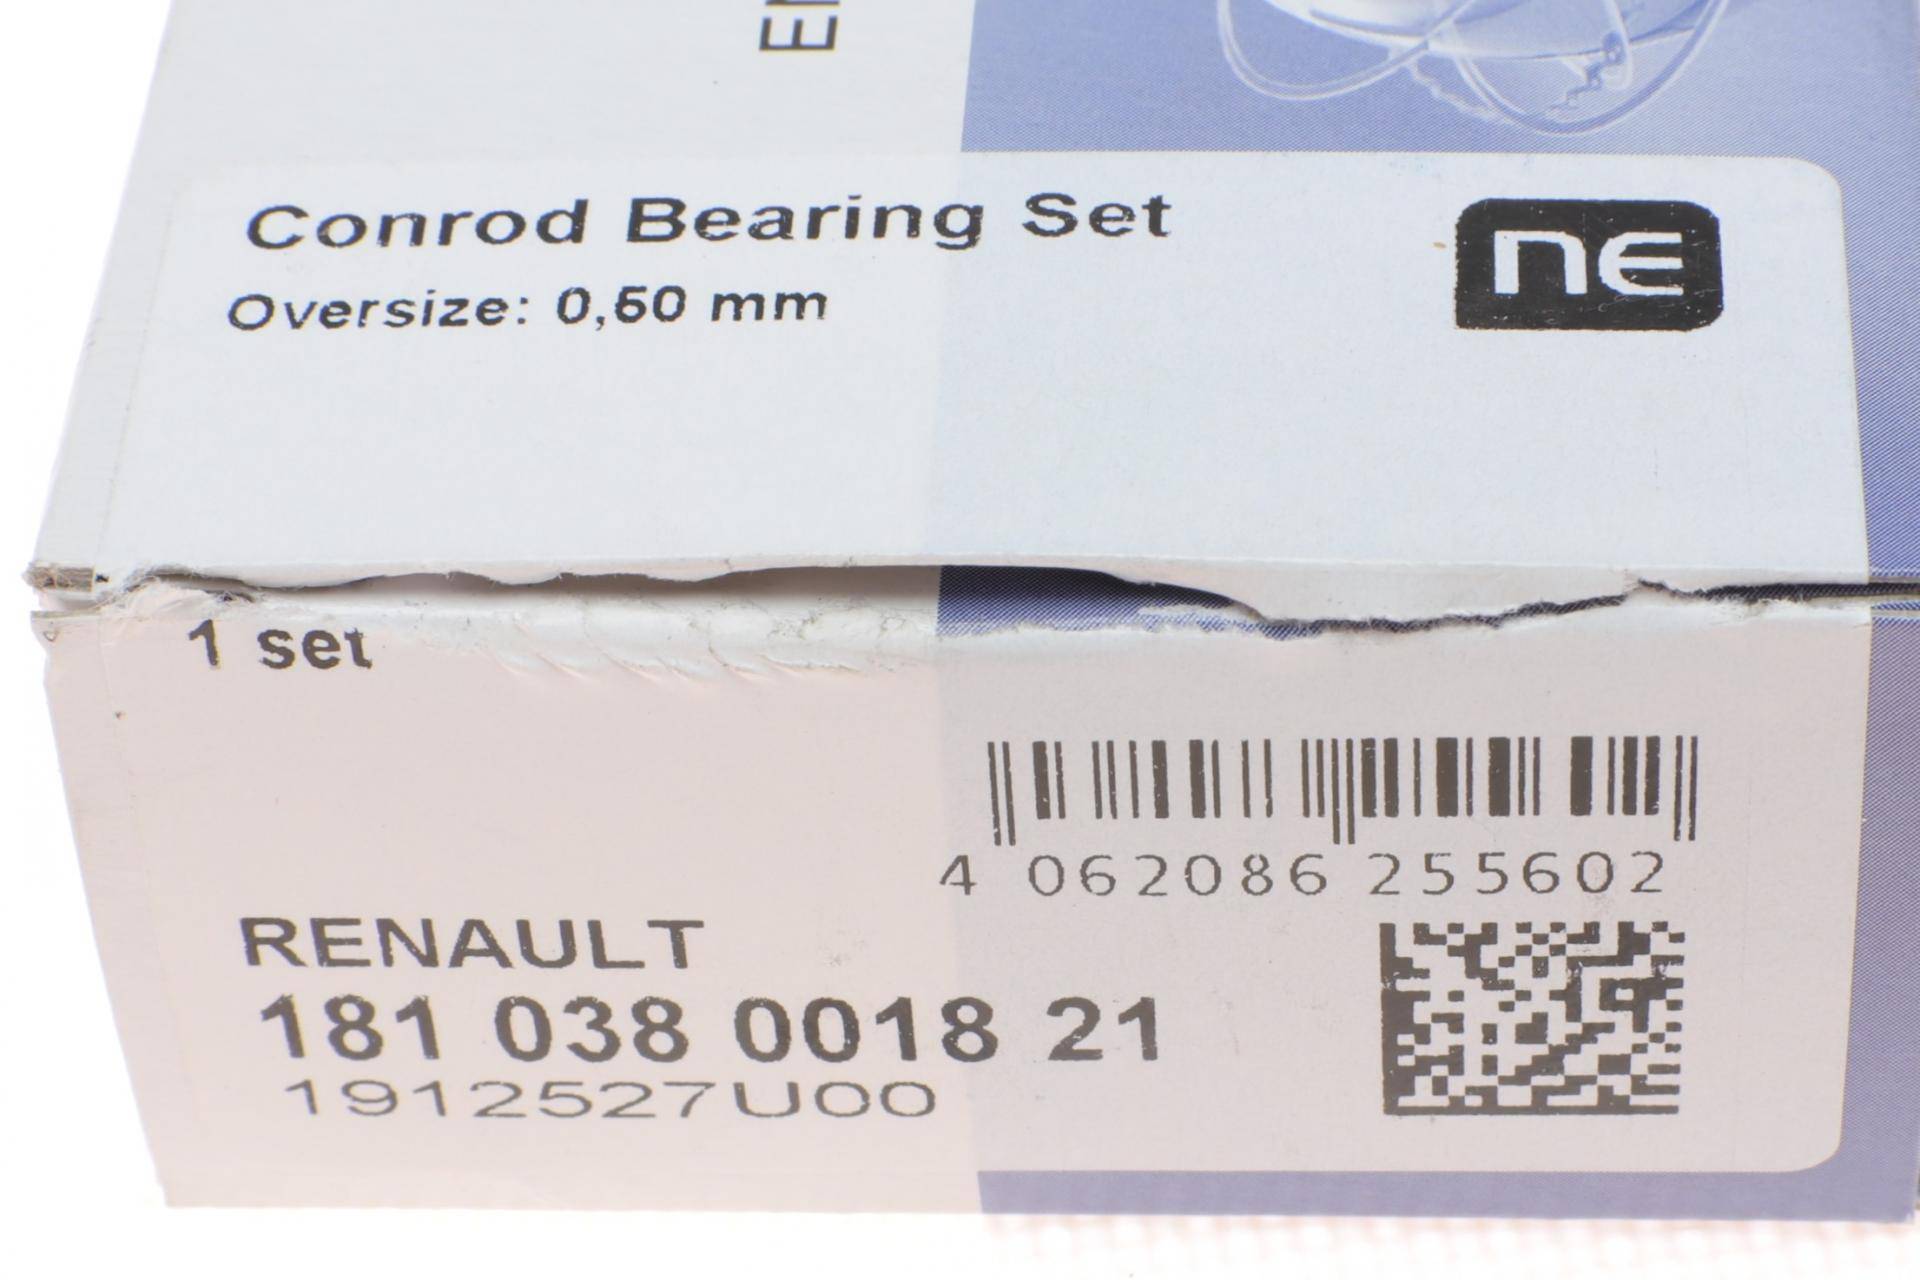 Conrod Bearing Set
Oversize: 0,50 mm
ne
1 set
4 062086 255602
RENAULT
181 038 0018 21
1912527U00